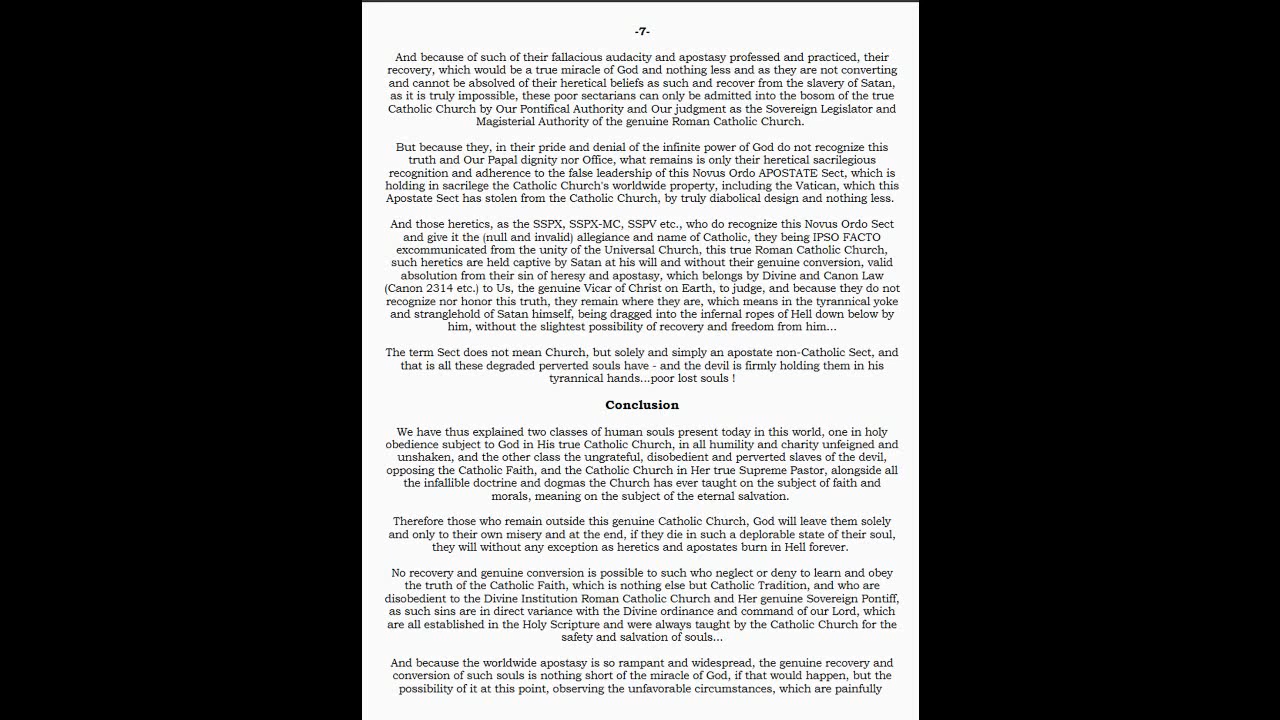 -7-
And because of such of their fallacious audacity and apostasy professed and practiced, their
recovery, which would be a true miracle of God and nothing less and as they are not converting
and cannot be absolved of their heretical beliefs as such and recover from the slavery of Satan,
as it is truly impossible, these poor sectarians can only be admitted into the bosom of the true
Catholic Church by Our Pontifical Authority and Our judgment as the Sovereign Legislator and
Magisterial Authority of the genuine Roman Catholic Church.
But because they, in their pride and denial of the infinite power of God do not recognize this
truth and Our Papal dignity nor Office, what remains is only their heretical sacrilegious
recognition and adherence to the false leadership of this Novus Ordo APOSTATE Sect, which is
holding in sacrilege the Catholic Church's worldwide property, including the Vatican, which this
Apostate Sect has stolen from the Catholic Church, by truly diabolical design and nothing less.
And those heretics, as the SSPX, SSPX-MC, SSPV etc., who do recognize this Novus Ordo Sect
and give it the (null and invalid) allegiance and name of Catholic, they being IPSO FACTO
excommunicated from the unity of the Universal Church, this true Roman Catholic Church,
such heretics are held captive by Satan at his will and without their genuine conversion, valid
absolution from their sin of heresy and apostasy, which belongs by Divine and Canon Law
(Canon 2314 etc.) to Us, the genuine Vicar of Christ on Earth, to judge, and because they do not
recognize nor honor this truth, they remain where they are, which means in the tyrannical yoke
and stranglehold of Satan himself, being dragged into the infernal ropes of Hell down below by
him, without the slightest possibility of recovery and freedom from him...
The term Sect does not mean Church, but solely and simply an apostate non-Catholic Sect, and
that is all these degraded perverted souls have - and the devil is firmly holding them in his
tyrannical hands...poor lost souls !
Conclusion
We have thus explained two classes of human souls present today in this world, one in holy
obedience subject to God in His true Catholic Church, in all humility and charity unfeigned and
unshaken, and the other class the ungrateful, disobedient and perverted slaves of the devil,
opposing the Catholic Faith, and the Catholic Church in Her true Supreme Pastor, alongside all
the infallible doctrine and dogmas the Church has ever taught on the subject of faith and
morals, meaning on the subject of the eternal salvation.
Therefore those who remain outside this genuine Catholic Church, God will leave them solely
and only to their own misery and at the end, if they die in such a deplorable state of their soul,
they will without any exception as heretics and apostates burn in Hell forever.
No recovery and genuine conversion is possible to such who neglect or deny to learn and obey
the truth of the Catholic Faith, which is nothing else but Catholic Tradition, and who are
disobedient to the Divine Institution Roman Catholic Church and Her genuine Sovereign Pontiff,
as such sins are in direct variance with the Divine ordinance and command of our Lord, which
are all established in the Holy Scripture and were always taught by the Catholic Church for the
safety and salvation of souls...
And because the worldwide apostasy is so rampant and widespread, the genuine recovery and
conversion of such souls is nothing short of the miracle of God, if that would happen, but the
possibility of it at this point, observing the unfavorable circumstances, which are painfully